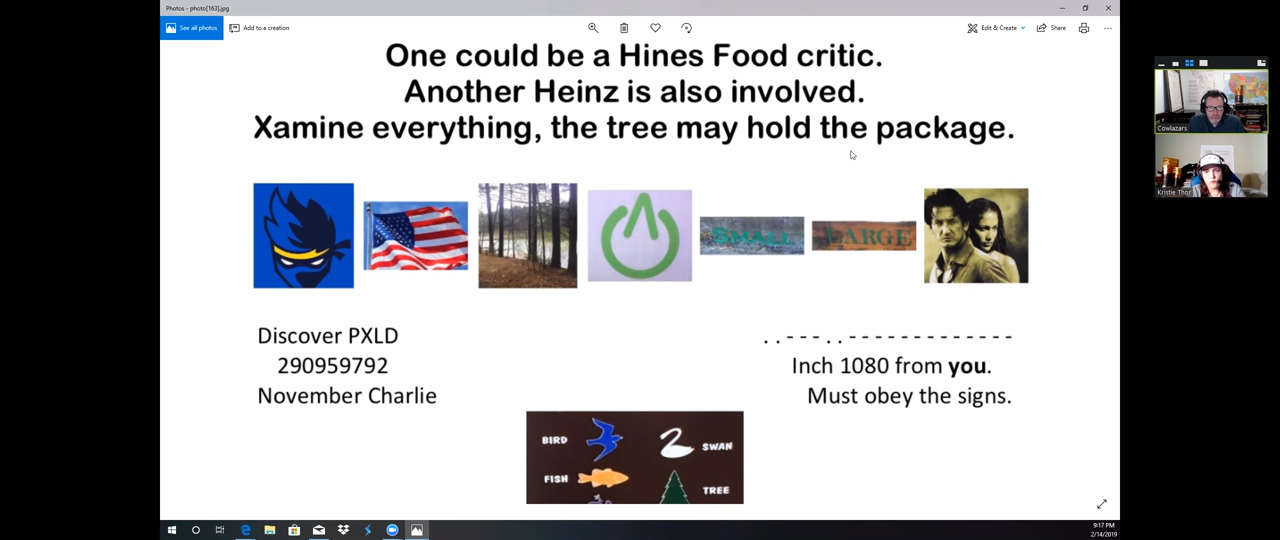 Photos - photo[163].jpg
See all photos
Add to a creation
Edit & Create
Share
One could be a Hines Food critic.
Another Heinz is also involved.
Xamine everything, the tree may hold the package.
SMALL
LARGE
Discover PXLD
290959792
November Charlie
. . - - - . . - - - - - - - - - - - - -
Inch 1080 from you.
Must obey the signs.
BIRD
SWAN
FISH
TREE
Cowlazars
Kristie Thor
9:17 PM
2/14/2019